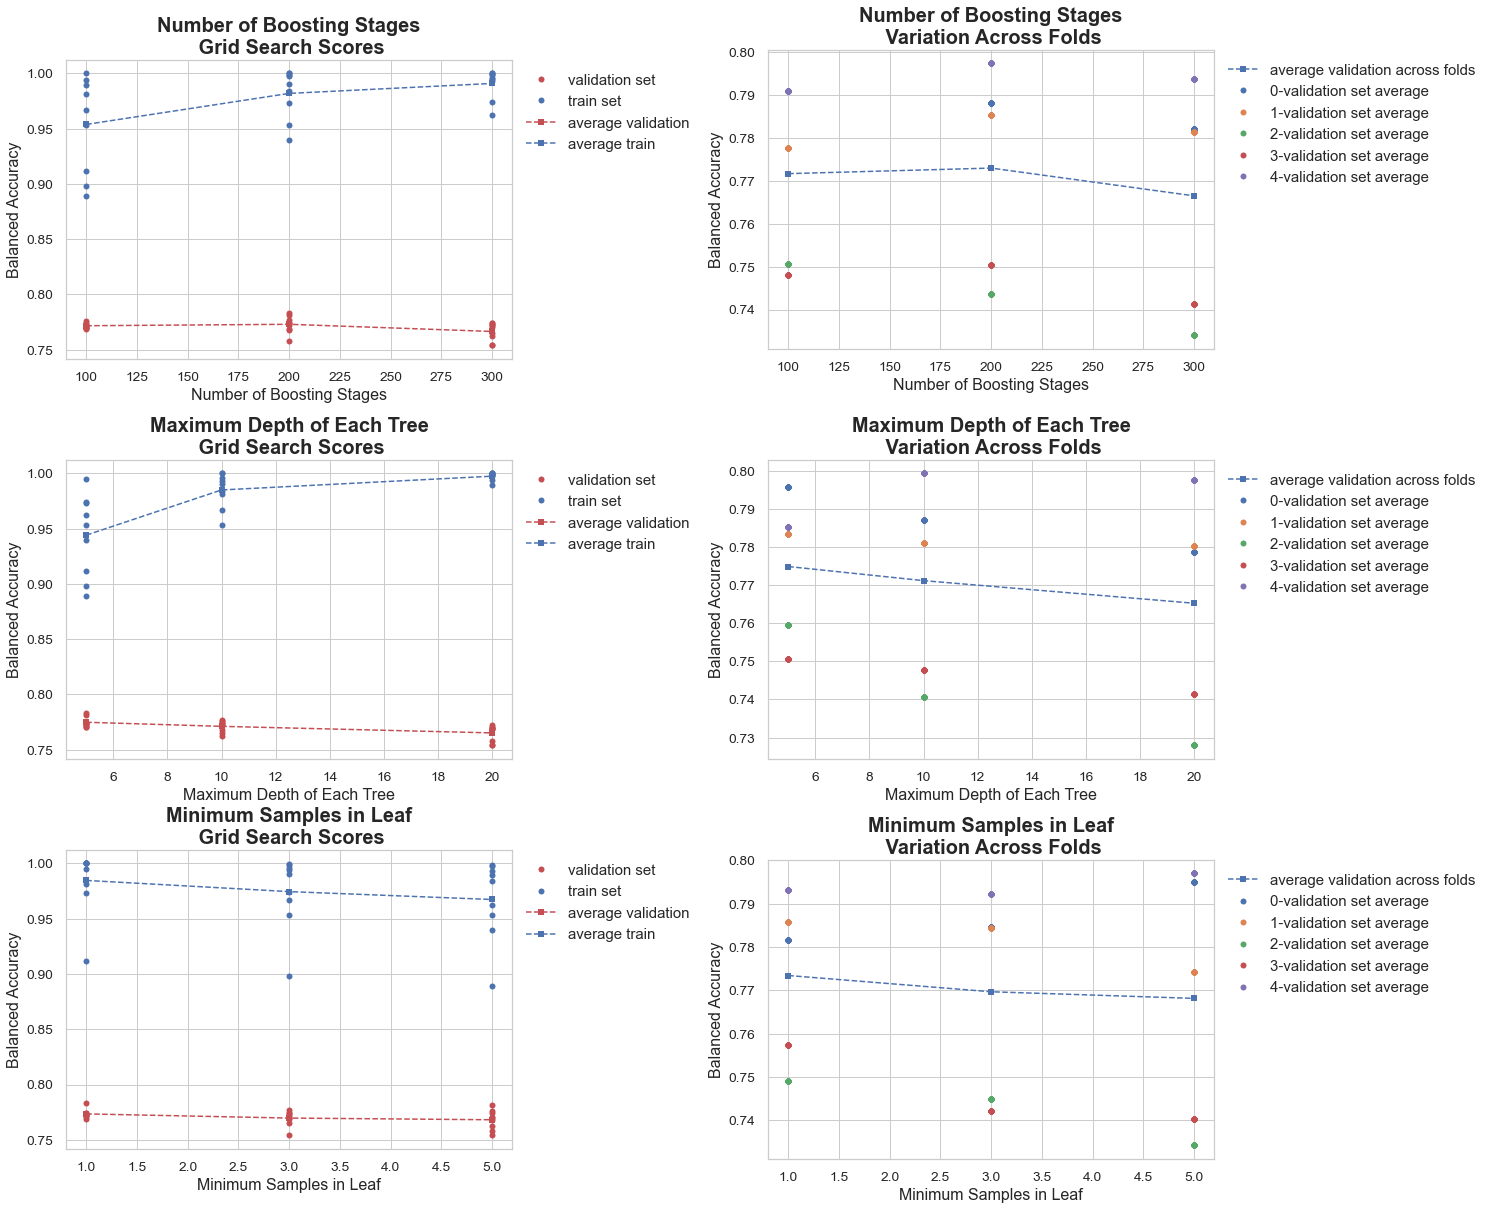 Number of Boosting Stages
Grid Search Scores
1.00
0.95
0.90
0.85
0.80
0.75
Balanced Accuracy
100 125 150 175 200 225 250 275 300
Number of Boosting Stages
validation set
train set
average validation
average train
Number of Boosting Stages
Variation Across Folds
0.80
0.79
0.78
0.77
0.76
0.75
0.74
Balanced Accuracy
100 125 150 175 200 225 250 275 300
Number of Boosting Stages
average validation across folds
0-validation set average
1-validation set average
2-validation set average
3-validation set average
4-validation set average
Maximum Depth of Each Tree
Grid Search Scores
1.00
0.95
0.90
0.85
0.80
0.75
Balanced Accuracy
6 8 10 12 14 16 18 20
Maximum Depth of Each Tree
validation set
train set
average validation
average train
Maximum Depth of Each Tree
Variation Across Folds
0.80
0.79
0.78
0.77
0.76
0.75
0.74
0.73
Balanced Accuracy
6 8 10 12 14 16 18 20
Maximum Depth of Each Tree
average validation across folds
0-validation set average
1-validation set average
2-validation set average
3-validation set average
4-validation set average
Minimum Samples in Leaf
Grid Search Scores
1.00
0.95
0.90
0.85
0.80
0.75
Balanced Accuracy
1.0 1.5 2.0 2.5 3.0 3.5 4.0 4.5 5.0
Minimum Samples in Leaf
validation set
train set
average validation
average train
Minimum Samples in Leaf
Variation Across Folds
0.80
0.79
0.78
0.77
0.76
0.75
0.74
Balanced Accuracy
1.0 1.5 2.0 2.5 3.0 3.5 4.0 4.5 5.0
Minimum Samples in Leaf
average validation across folds
0-validation set average
1-validation set average
2-validation set average
3-validation set average
4-validation set average